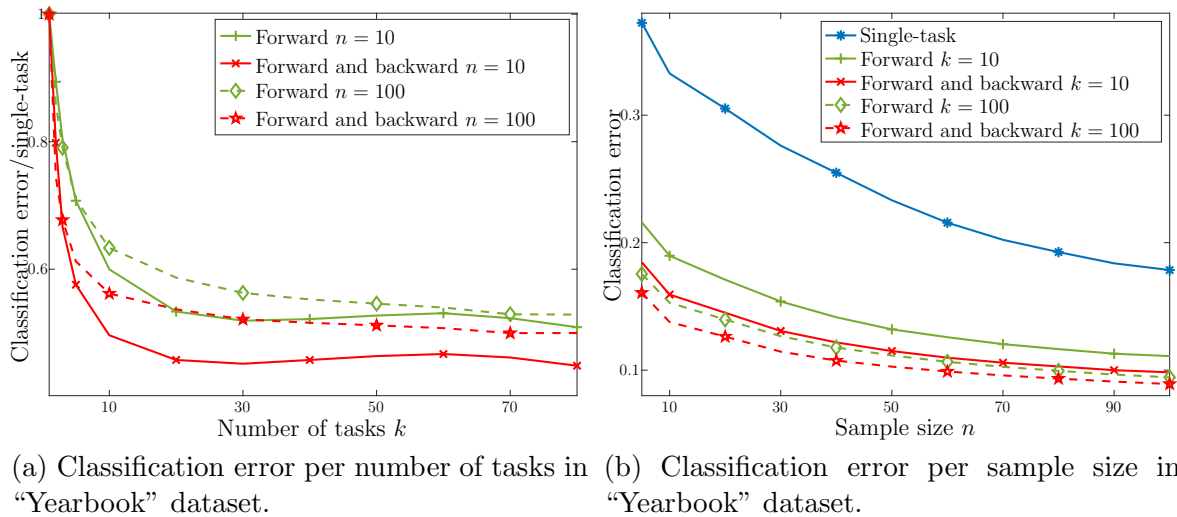 Classification error/single-task
1
0.8
0.6
10
30
50
70
Number of tasks k
Forward n = 10
Forward and backward n = 10
Forward n = 100
Forward and backward n = 100
(a) Classification error per number of tasks in
“Yearbook” dataset.
Classification error
0.3
0.2
0.1
10
30
50
70
90
Sample size n
Single-task
Forward k = 10
Forward and backward k = 10
Forward k = 100
Forward and backward k = 100
(b) Classification error per sample size in
“Yearbook” dataset.